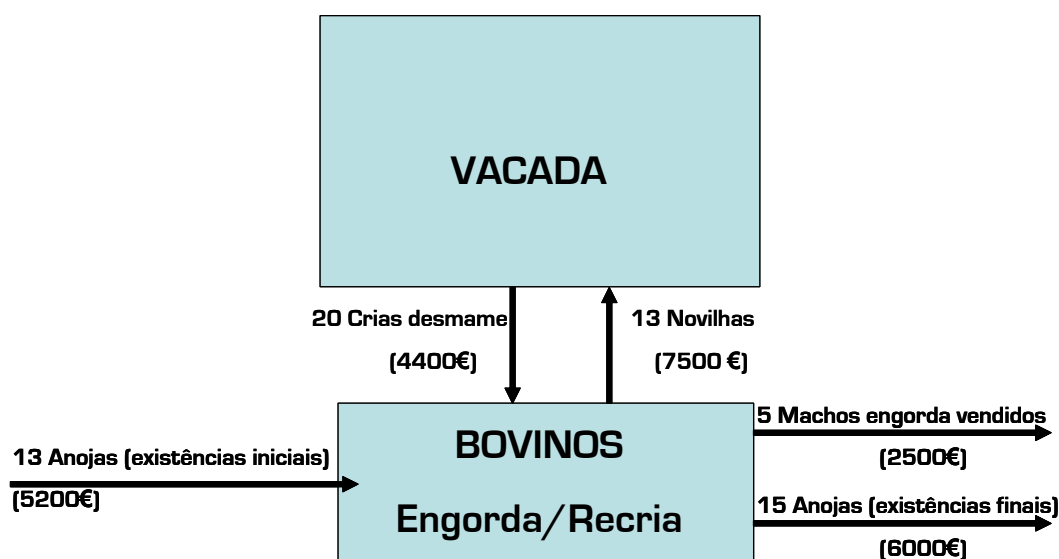 VACADA
20 Crias desmame
(4400€)
13 Novilhas
(7500 €)
BOVINOS
Engorda/Recria
13 Anojas (existências iniciais)
(5200€)
5 Machos engorda vendidos
(2500€)
15 Anojas (existências finais)
(6000€)